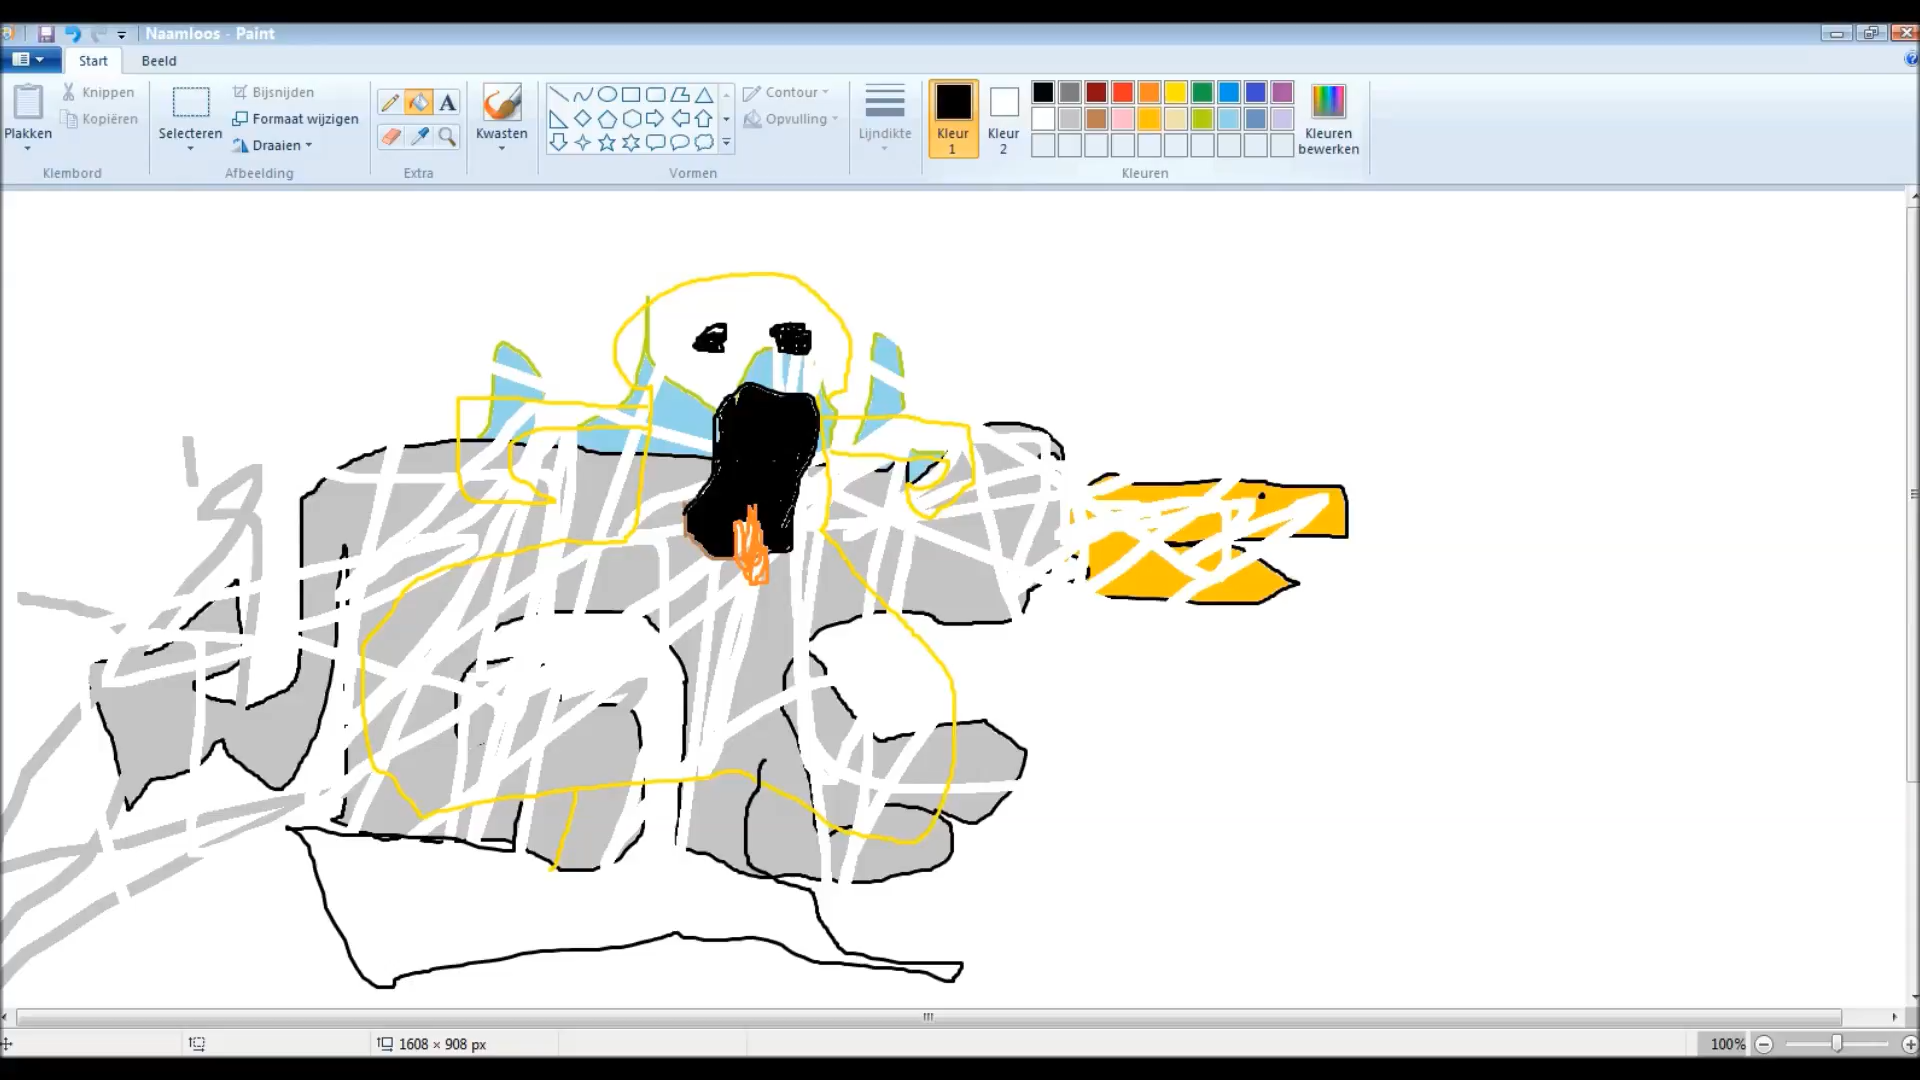 Naamloos - Paint
Start Beeld
Plakken
Knippen
Kopiëren
Klembord
Selecteren
Bijsnijden
Formaat wijzigen
Draaien
Afbeelding
A
Extra
Kwasten
Contour
Opvulling
Vormen
Lijndikte
Kleur
1
Kleur
2
Kleuren
bewerken
Kleuren
1608 × 908 px
100%